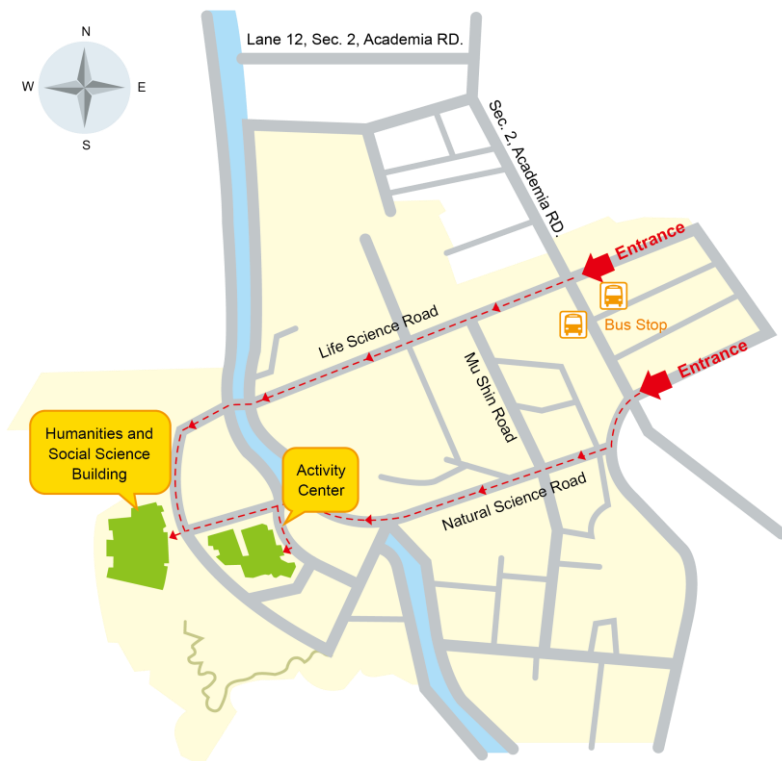 N
W
E
S
Lane 12, Sec. 2, Academia RD.
Sec. 2, Academia RD.
Entrance
Bus Stop
Life Science Road
Entrance
Mu Shin Road
Humanities and
Social Science
Building
Activity
Center
Natural Science Road